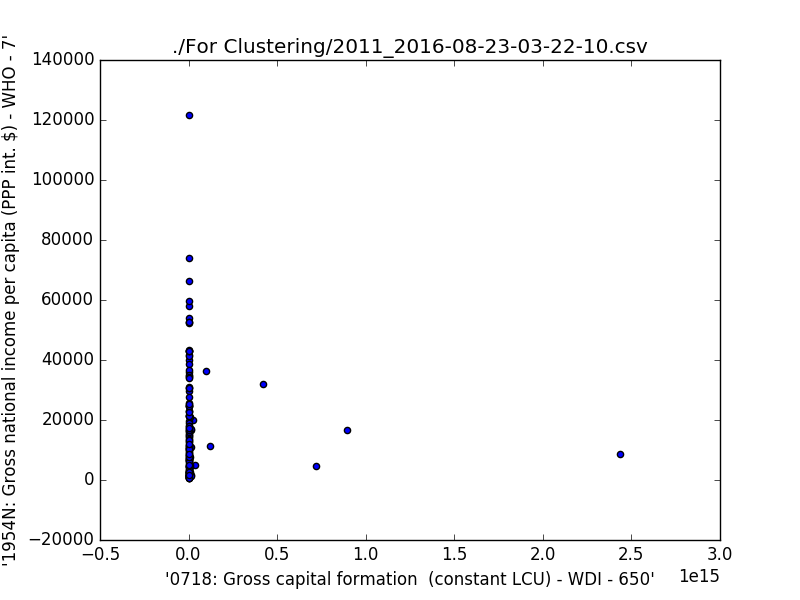 ./For Clustering/2011_2016-08-23-03-22-10.csv
'1954N: Gross national income per capita (PPP int. $) - WHO - 7'
140000
120000
100000
80000
60000
40000
20000
0
−20000
−0.5 0.0 0.5 1.0 1.5 2.0 2.5 3.0
1e15
'0718: Gross capital formation  (constant LCU) - WDI - 650'